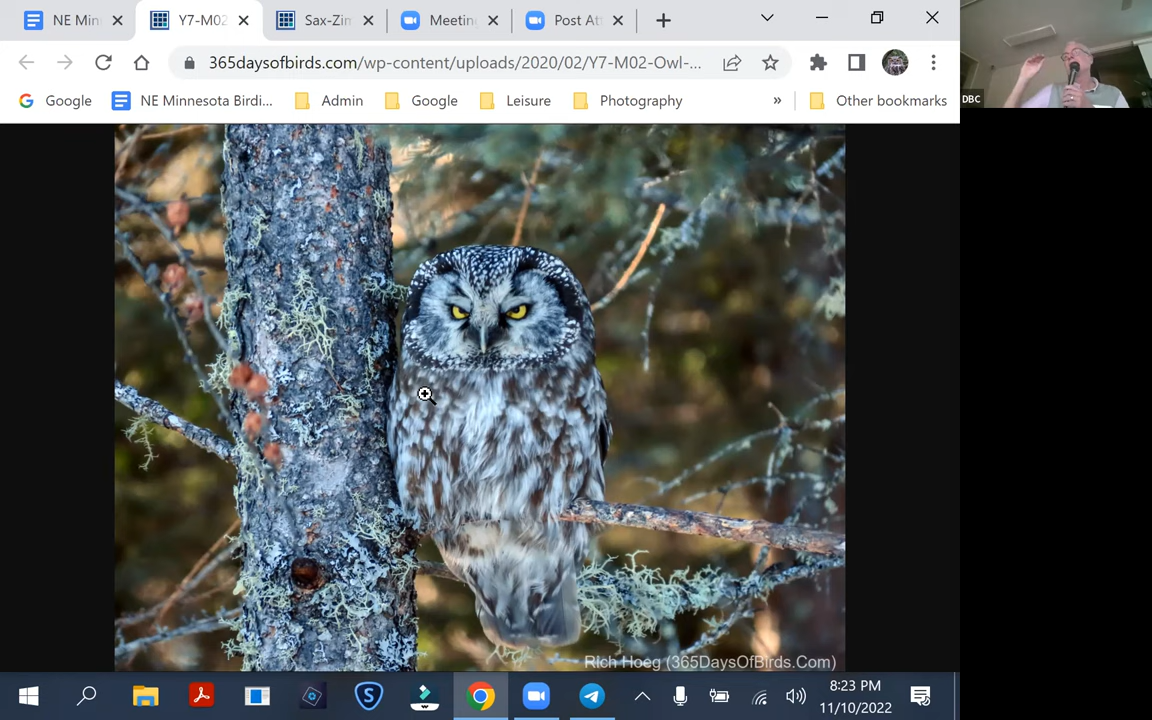 NE Min
Y7-M02
Sax-Zin
Meetin
Post At
365daysofbirds.com/wp-content/uploads/2020/02/Y7-M02-Owl-...
Google
NE Minnesota Birdi...
Admin
Google
Leisure
Photography
»
Other bookmarks
DBC
Rich Hoeg (365DaysOfBirds.Com)
8:23 PM
11/10/2022